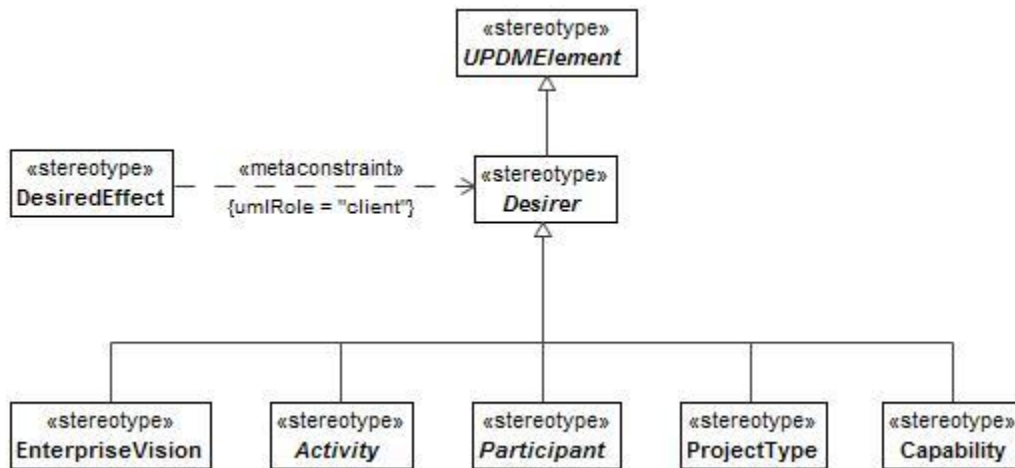 «stereotype»
UPDMElement
«stereotype»
DesiredEffect
«metaconstraint»
{umlRole = "client"}
«stereotype»
Desirer
«stereotype»
EnterpriseVision
«stereotype»
Activity
«stereotype»
Participant
«stereotype»
ProjectType
«stereotype»
Capability